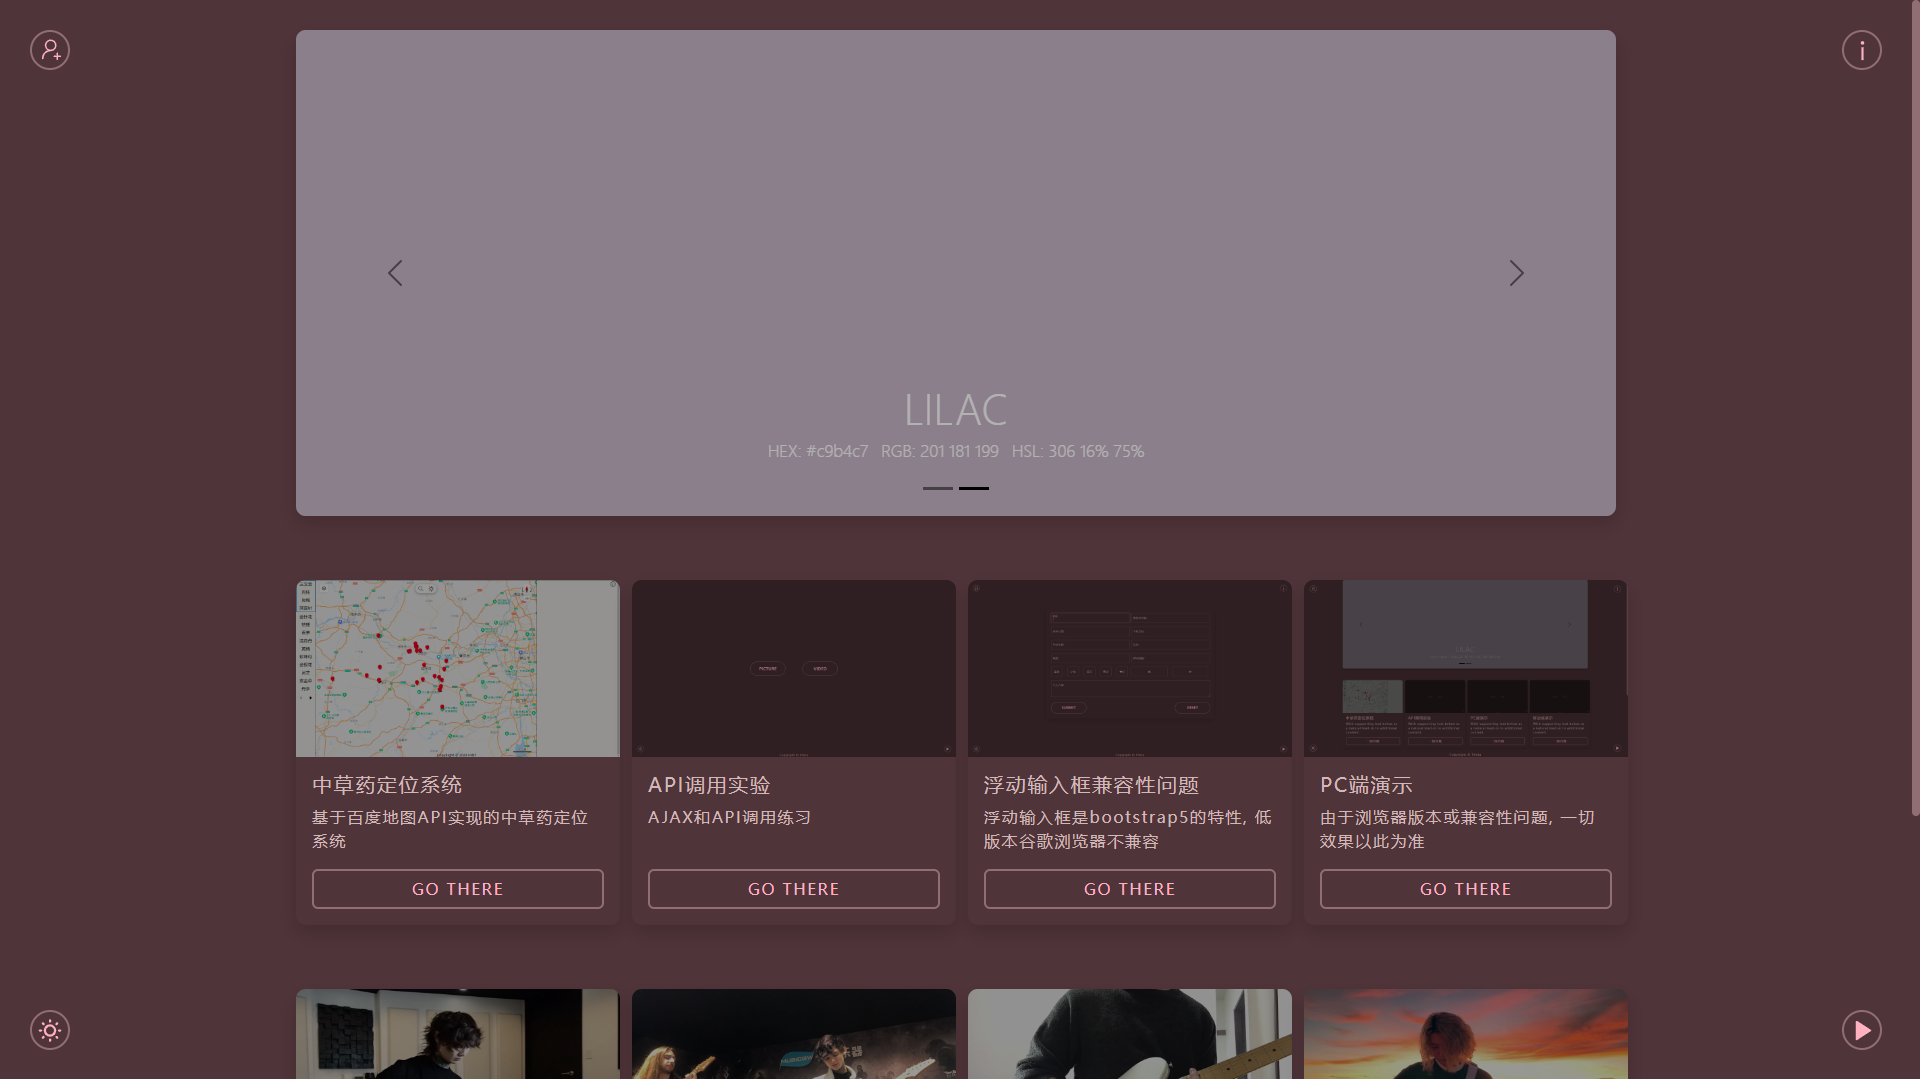 LILAC
HEX: #c9b4c7 RGB: 201 181 199 HSL: 306 16% 75%
PICTURE
VIDEO
中草药定位系统
基于百度地图API实现的中草药定位
系统
GO THERE
API调用实验
AJAX和API调用练习
GO THERE
浮动输入框兼容性问题
浮动输入框是bootstrap5的特性, 低
版本谷歌浏览器不兼容
GO THERE
PC端演示
由于浏览器版本或兼容性问题, 一切
效果以此为准
GO THERE